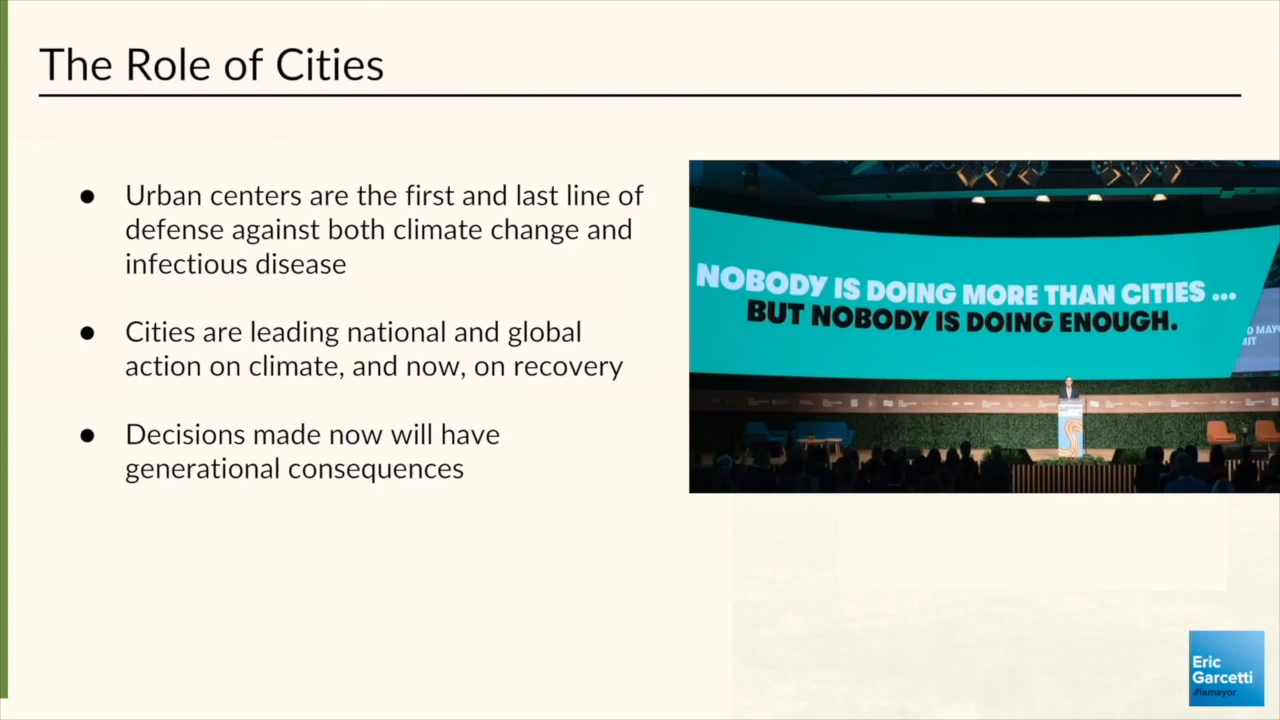 The Role of Cities
● Urban centers are the first and last line of
defense against both climate change and
infectious disease
● Cities are leading national and global
action on climate, and now, on recovery
● Decisions made now will have
generational consequences
NOBODY IS DOING MORE THAN CITIES ...
BUT NOBODY IS DOING ENOUGH.
Eric
Garcetti
#lamayor